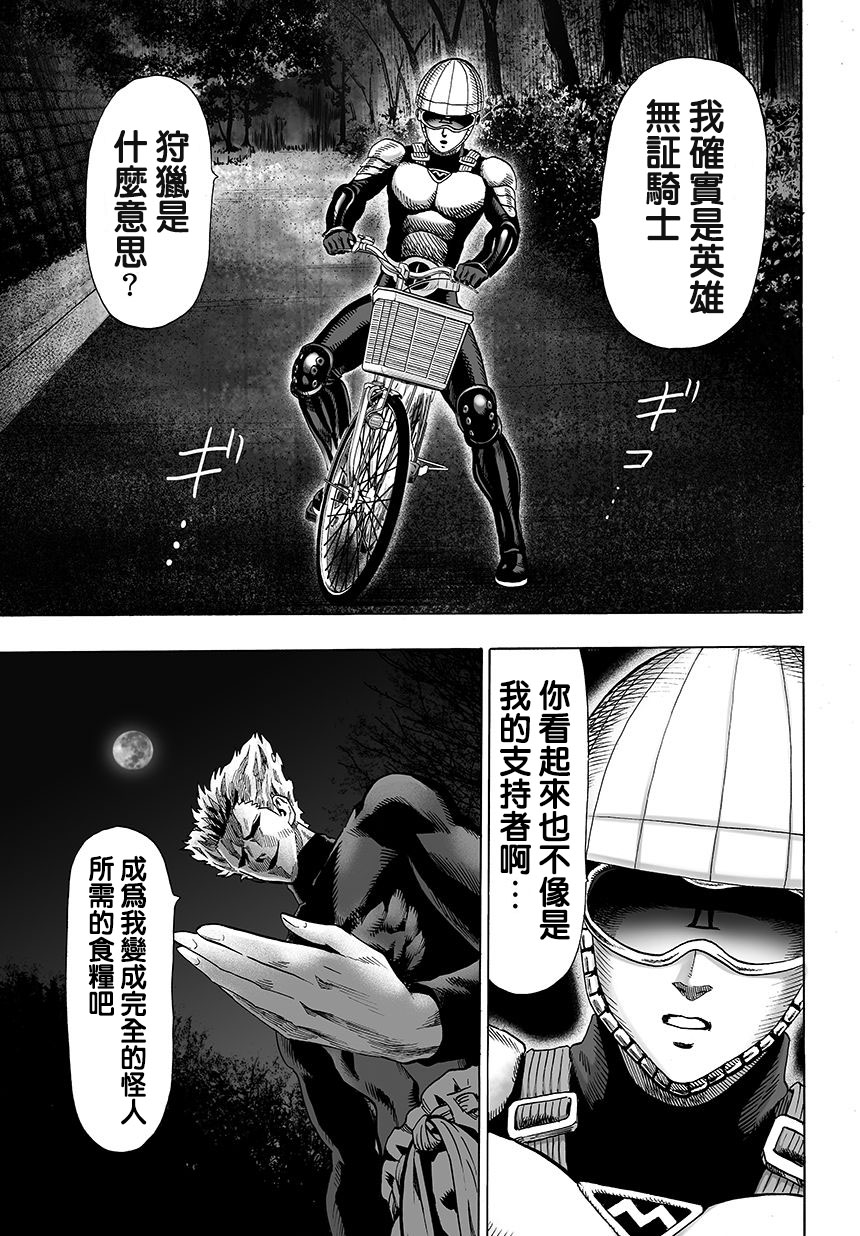 我確實是英雄
無証騎士
狩獵是
什麼意思？
ギコ
ギ…
你看起來也不像是
我的支持者啊…
成為我變成完全的怪人
所需的食糧吧